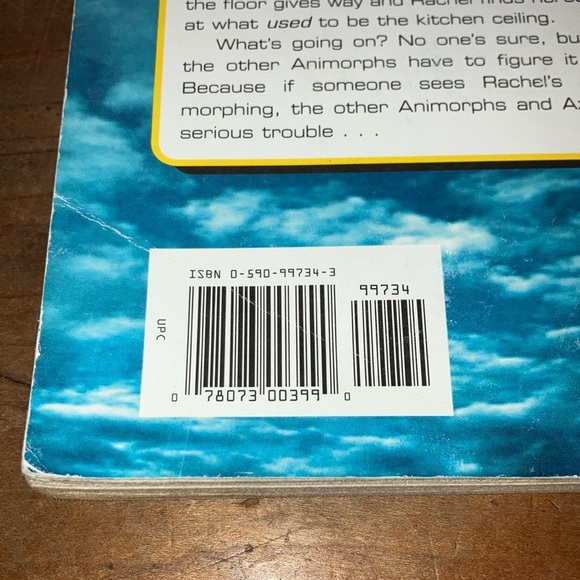 the floor gives way and Rachel finds
at what used to be the kitchen ceiling.
What's going on? No one's sure, but
the other Animorphs have to figure it
Because if someone sees Rachel's
morphing, the other Animorphs and
serious trouble . . .
ISBN 0-590-99734-3
99734
UPC
0 78073 00399 0